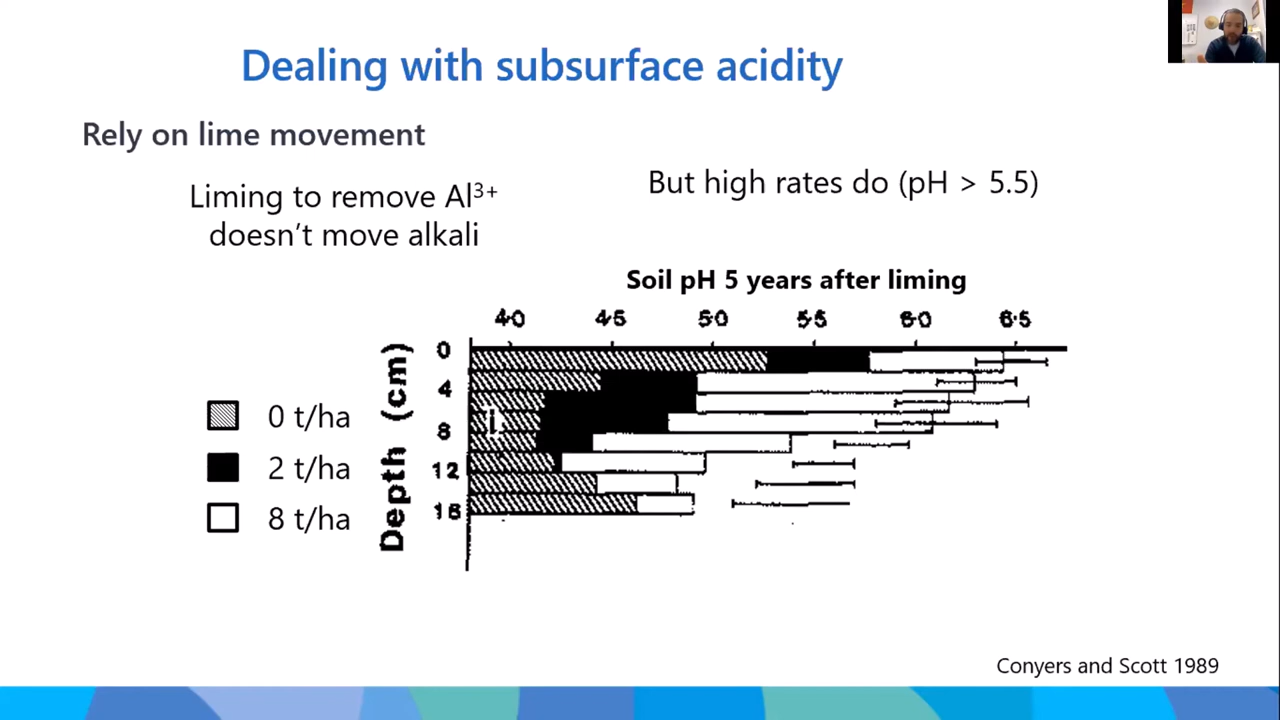 Dealing with subsurface acidity
Rely on lime movement
Liming to remove Al³⁺
doesn't move alkali
But high rates do (pH > 5.5)
Soil pH 5 years after liming
4·0 4·5 5·0 5·5 6·0 6·5
Depth (cm)
0
4
8
12
16
0 t/ha
2 t/ha
8 t/ha
Conyers and Scott 1989